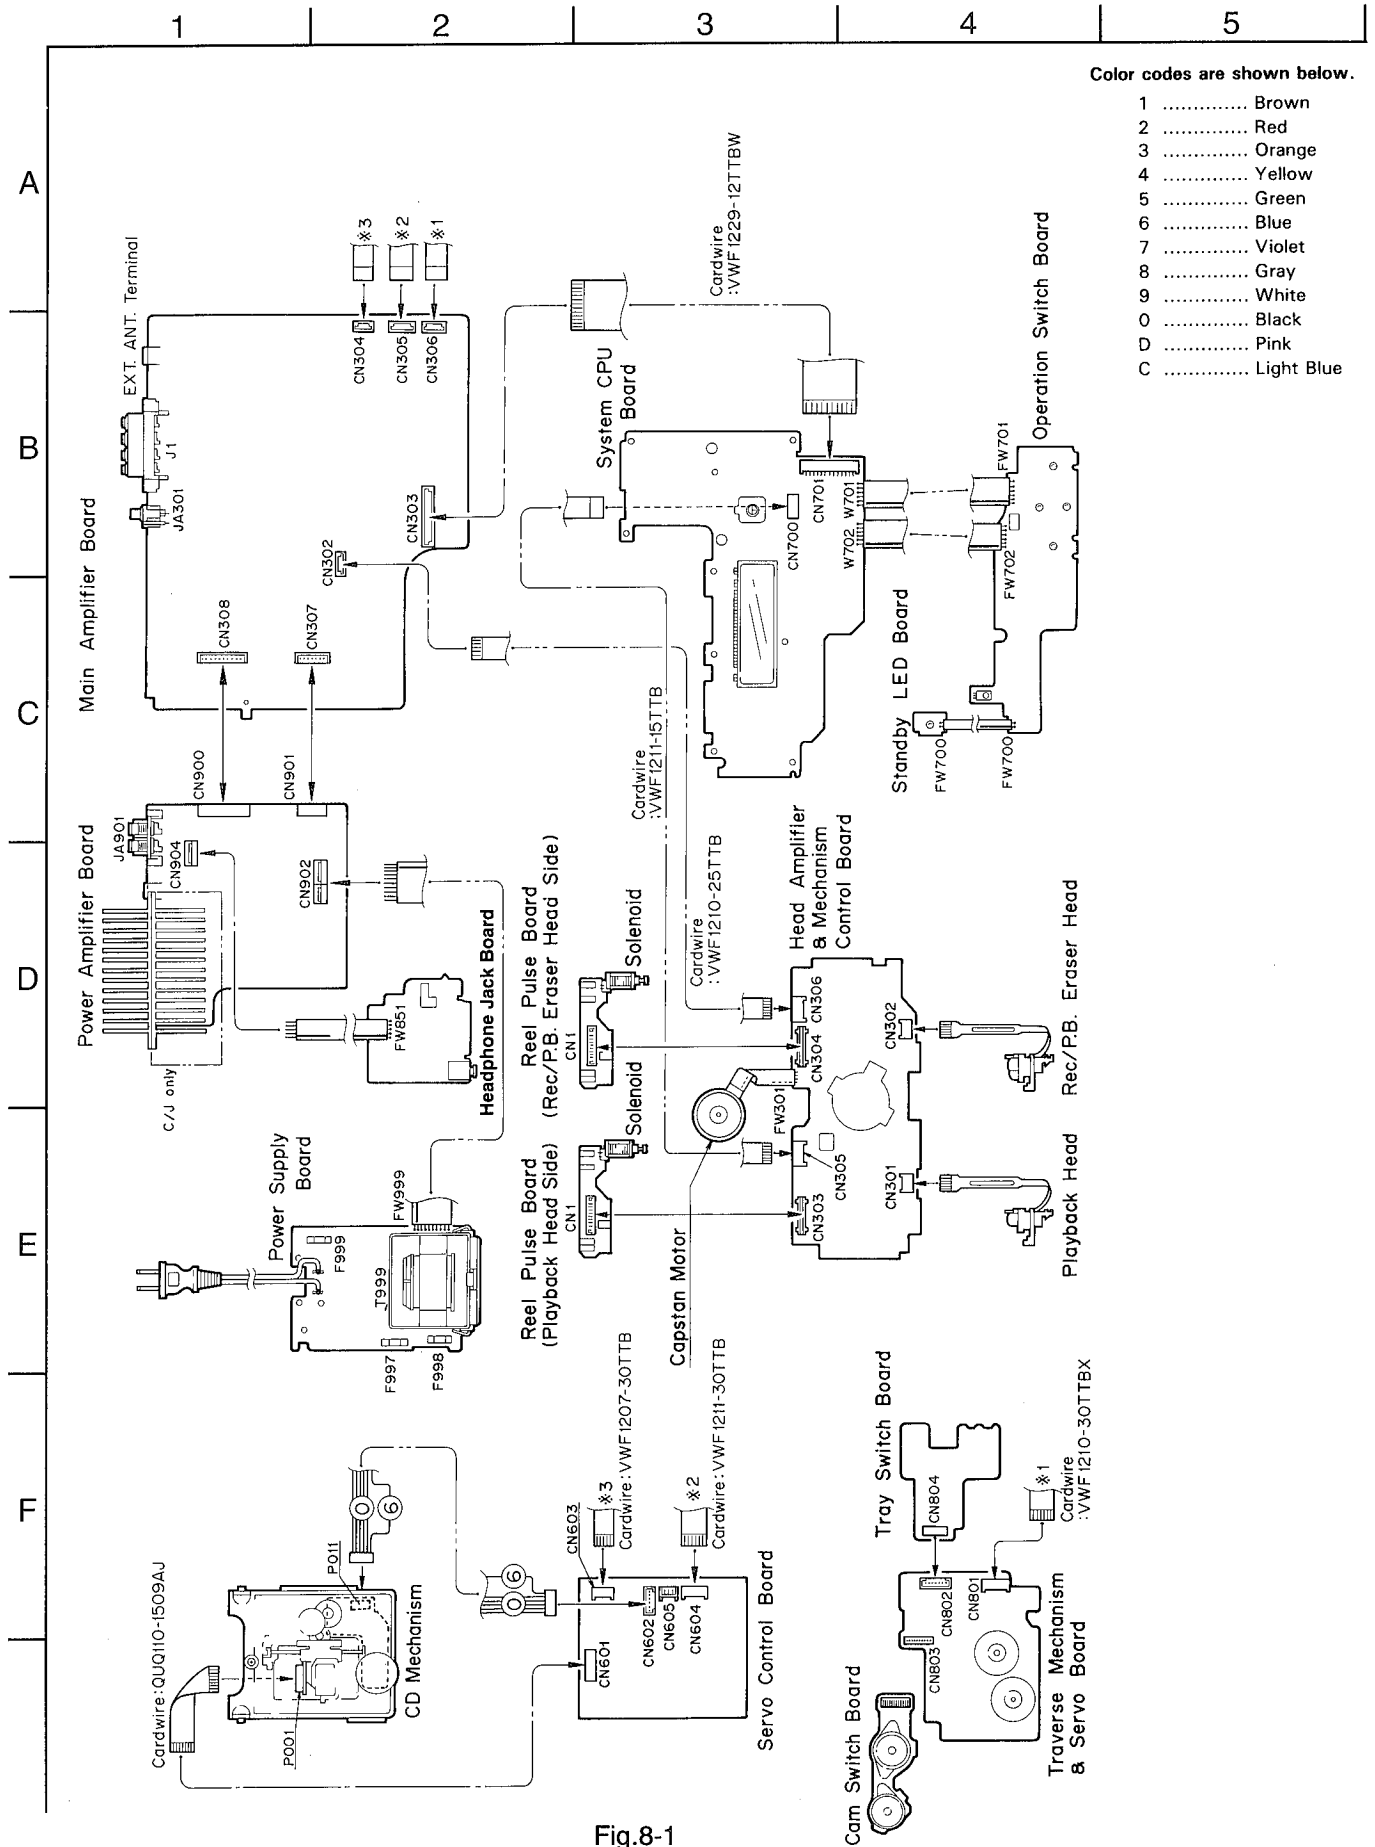 1 2 3 4 5
A
B
C
D
E
F
Color codes are shown below.
1 .............. Brown
2 .............. Red
3 .............. Orange
4 .............. Yellow
5 .............. Green
6 .............. Blue
7 .............. Violet
8 .............. Gray
9 .............. White
0 .............. Black
D .............. Pink
C .............. Light Blue
Main Amplifier Board
EXT. ANT. Terminal
J1
JA301
CN304
CN305
CN306
※3
※2
※1
CN303
CN302
CN308
CN307
Cardwire
:VWF1229-12TTBW
System CPU
Board
CN700
CN701
W701
W702
FW701
FW702
Operation Switch Board
Standby LED Board
FW700
FW700
Power Amplifier Board
JA901
CN904
CN900
CN901
CN902
C/J only
FW851
Headphone Jack Board
Cardwire
:VWF1211-15TTB
Cardwire
:VWF1210-25TTB
Reel Pulse Board
(Rec/P.B. Eraser Head Side)
CN1
Solenoid
Head Amplifier
& Mechanism
Control Board
CN306
CN304
CN302
FW301
CN305
CN301
CN303
Rec/P.B. Eraser Head
Playback Head
Power Supply
Board
FW999
F999
T999
F997
F998
Reel Pulse Board
(Playback Head Side)
CN1
Solenoid
Capstan Motor
Cardwire:QUQ110-1509AJ
P001
P011
CD Mechanism
0
6
6
0
CN603
※3
Cardwire:VWF1207-30TTB
※2
Cardwire:VWF1211-30TTB
CN601
CN602
CN605
CN604
Servo Control Board
Tray Switch Board
CN804
※1
Cardwire
:VWF1210-30TTBX
CN802
CN801
CN803
Cam Switch Board
Traverse Mechanism
& Servo Board
Fig.8-1